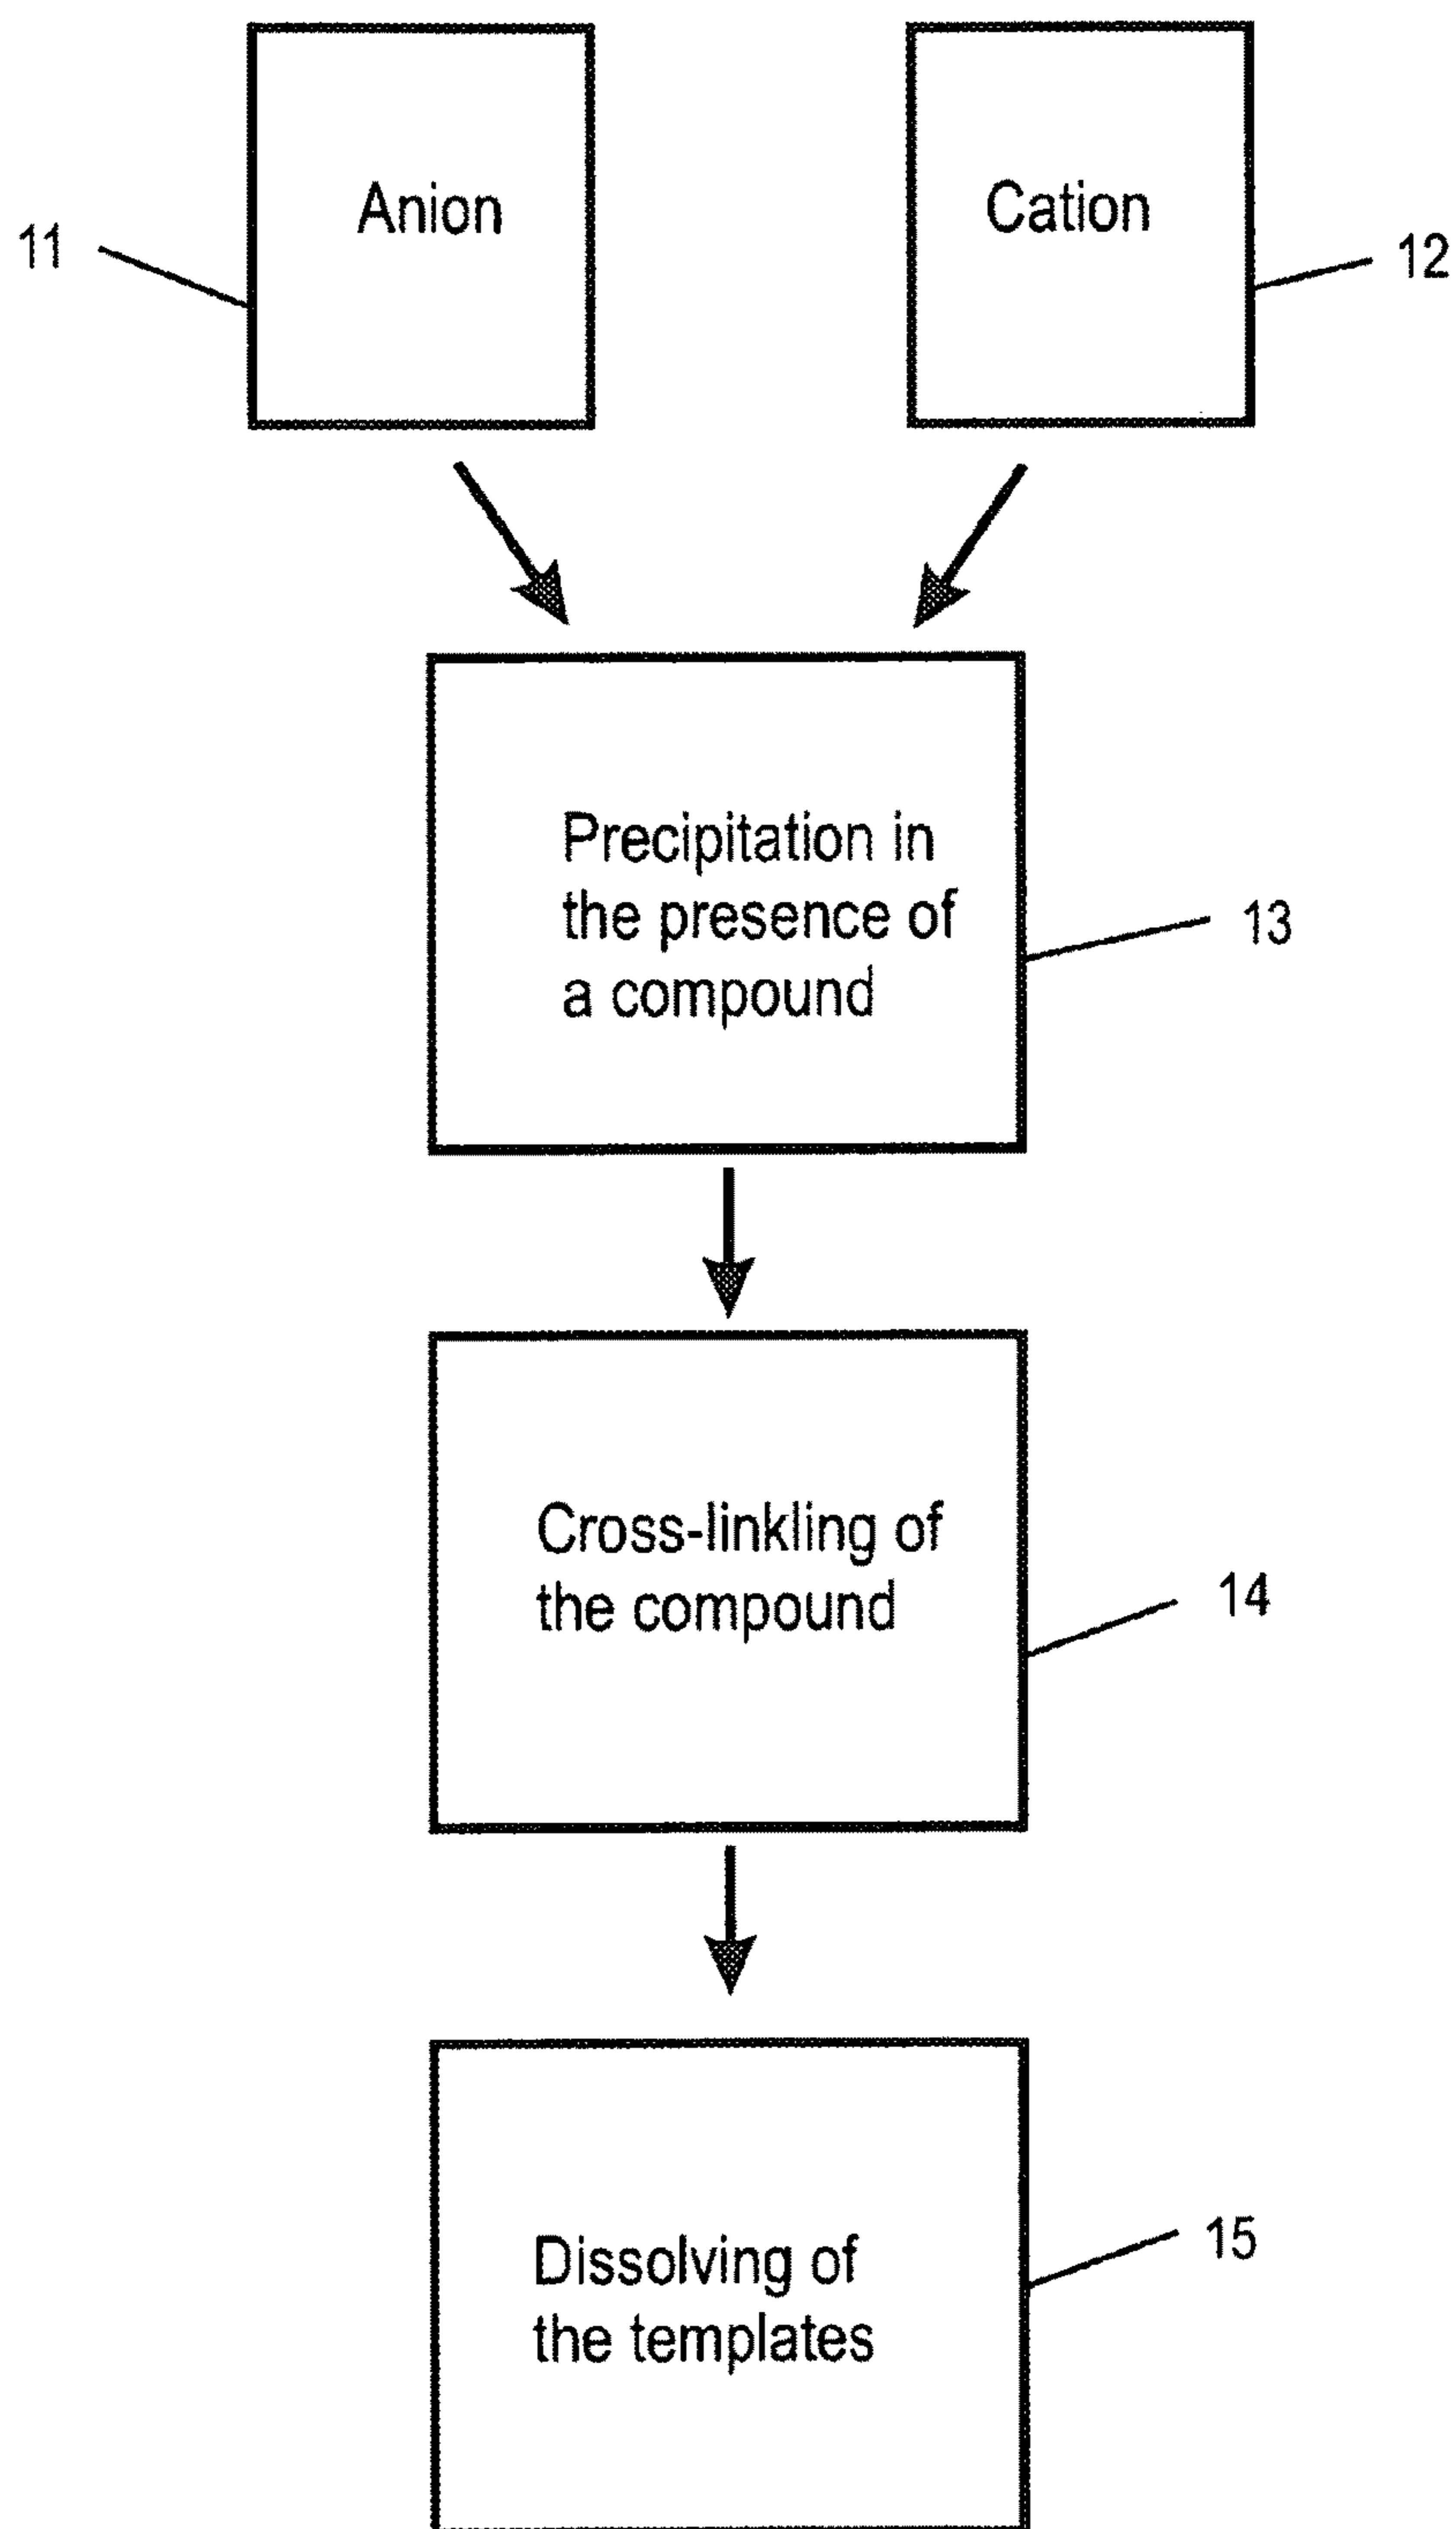 Anion
Cation
11
12
Precipitation in
the presence of
a compound
13
Cross-linkling of
the compound
14
Dissolving of
the templates
15